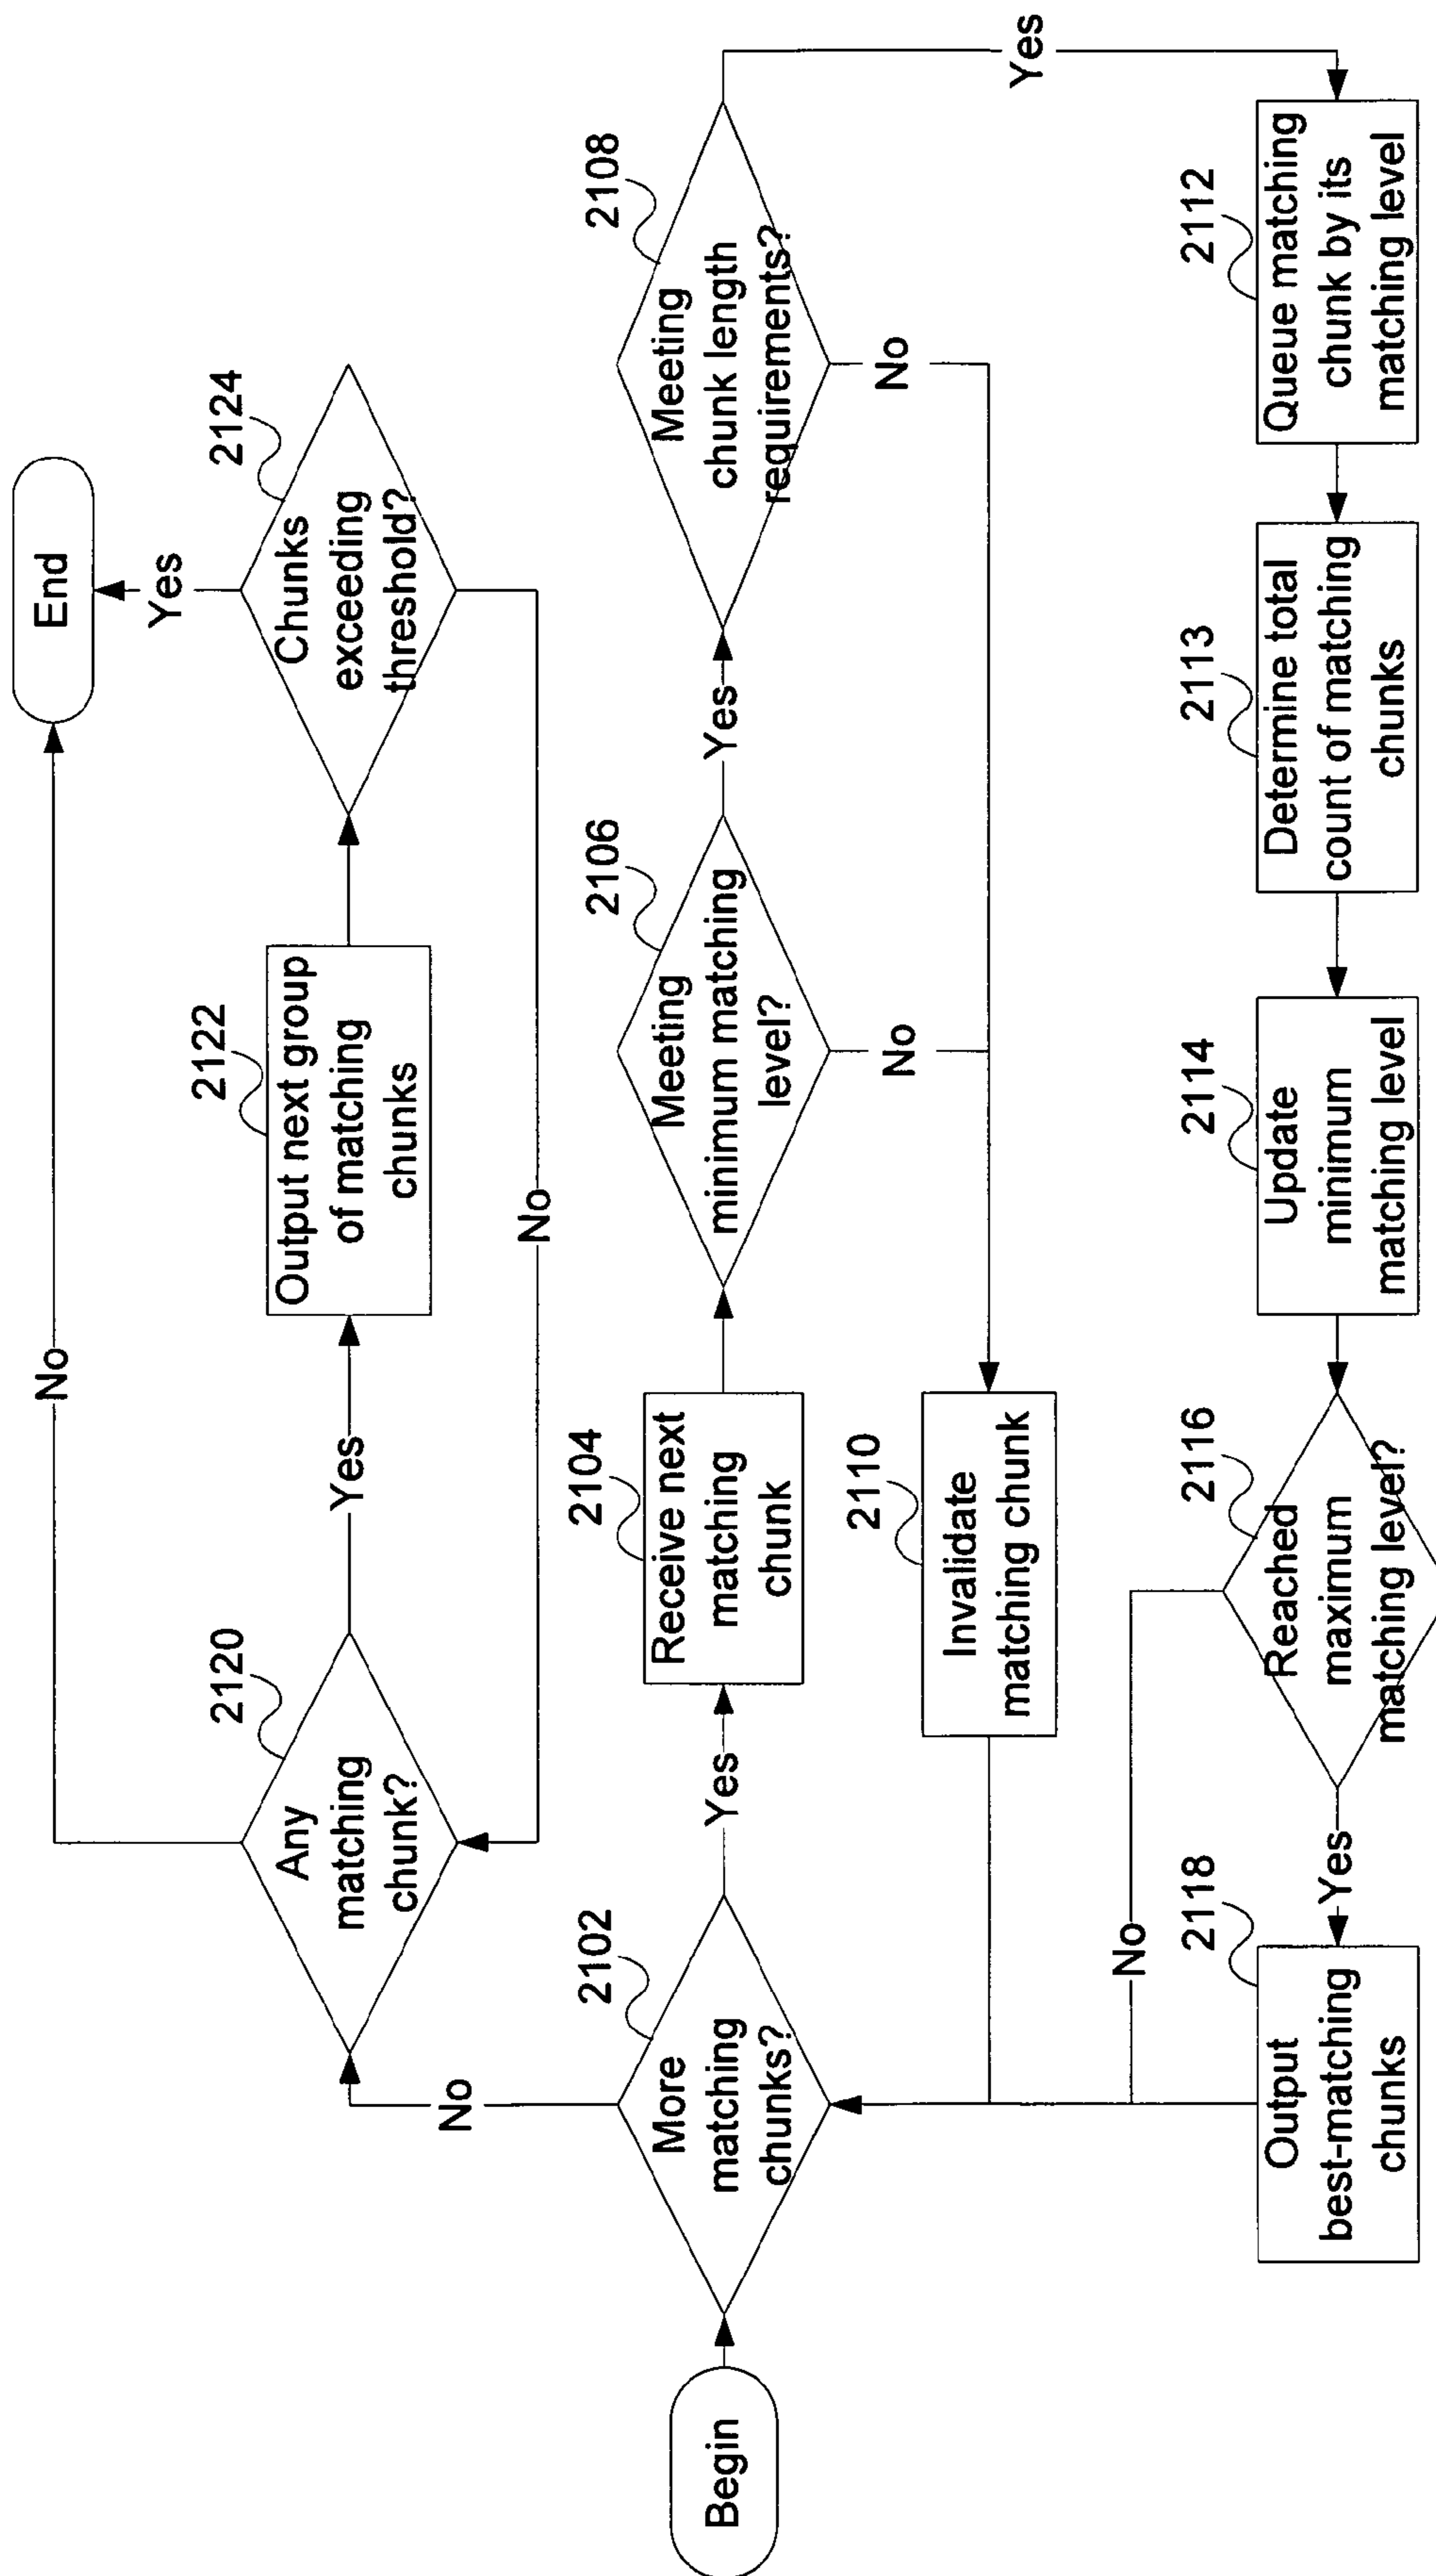 End
No
Yes
2120
Any
matching
chunk?
Yes
2122
Output next group
of matching
chunks
2124
Chunks
exceeding
threshold?
No
No
Begin
2102
More
matching
chunks?
Yes
2104
Receive next
matching
chunk
2106
Meeting
minimum matching
level?
Yes
2108
Meeting
chunk length
requirements?
No
No
Yes
2110
Invalidate
matching chunk
No
2118
Output
best-matching
chunks
Yes
2116
Reached
maximum
matching level?
2114
Update
minimum
matching level
2113
Determine total
count of matching
chunks
2112
Queue matching
chunk by its
matching level